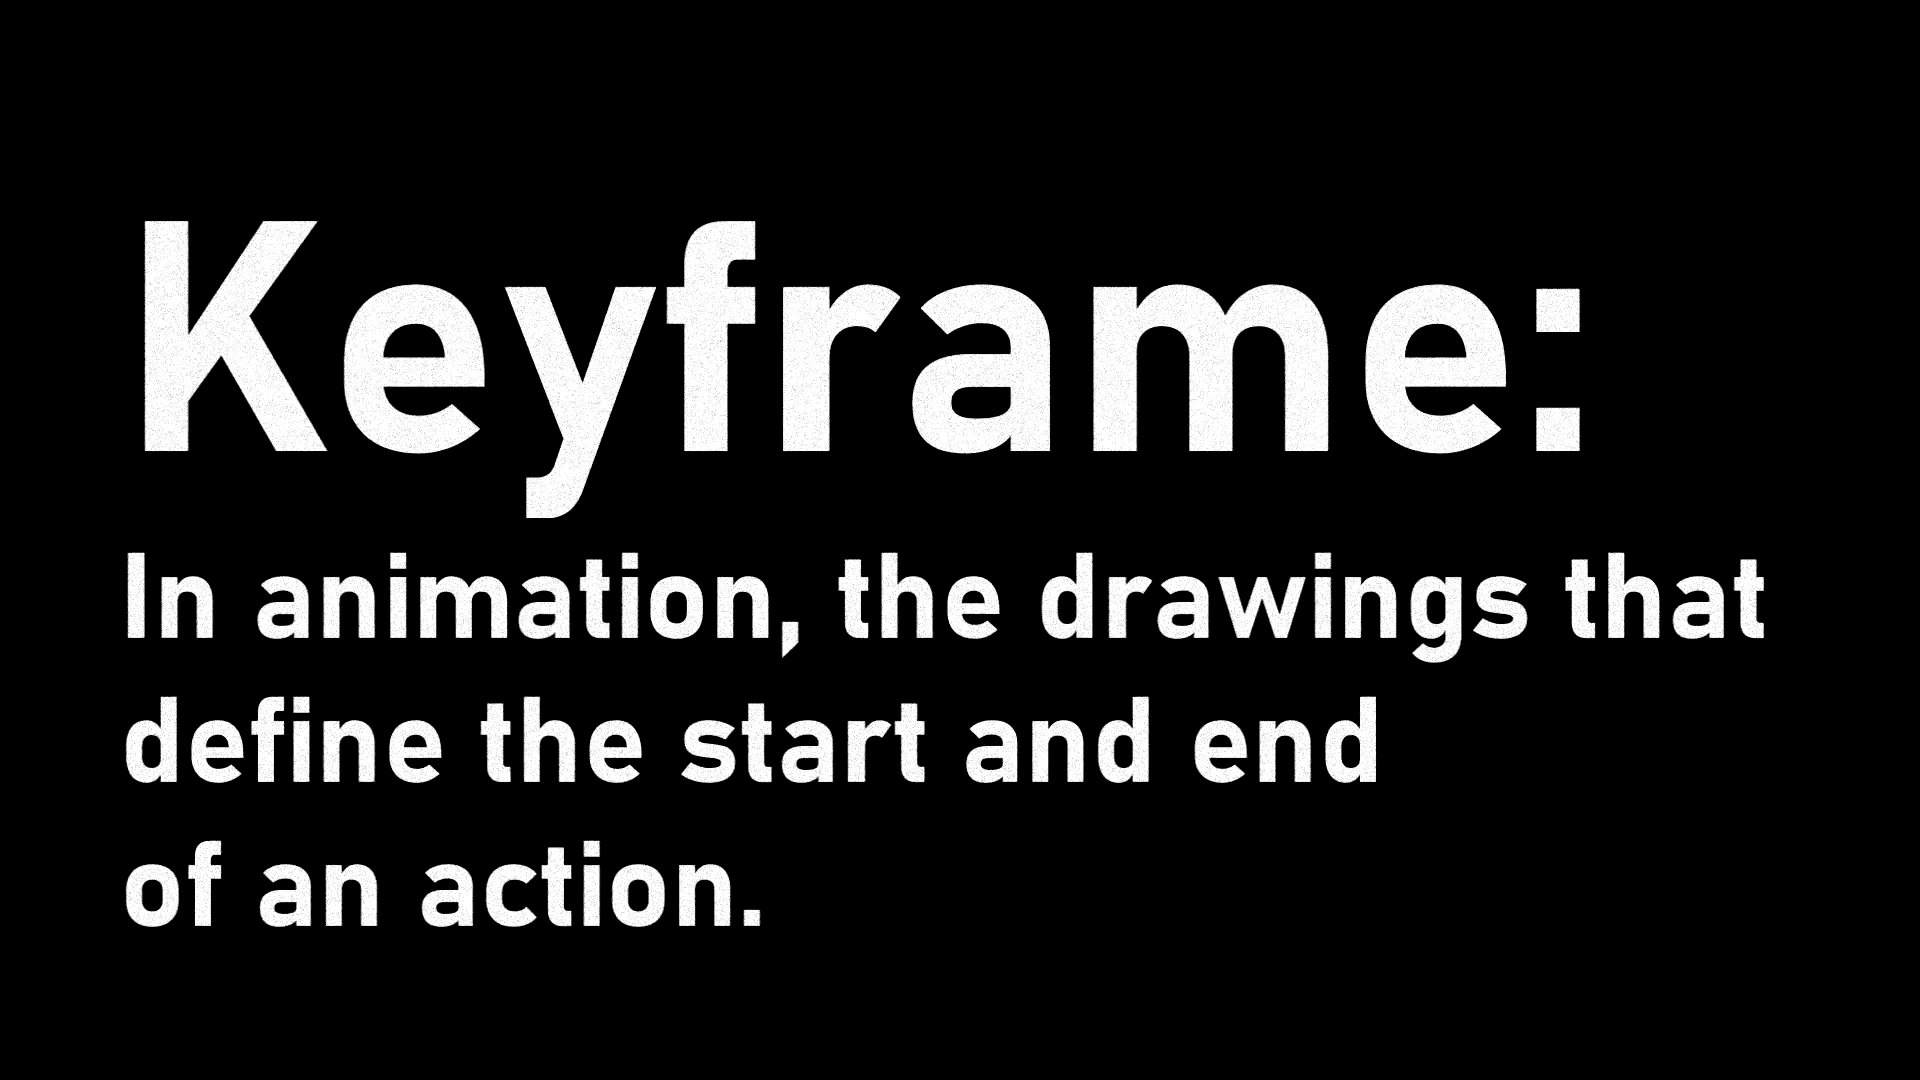 Keyframe:
In animation, the drawings that
define the start and end
of an action.